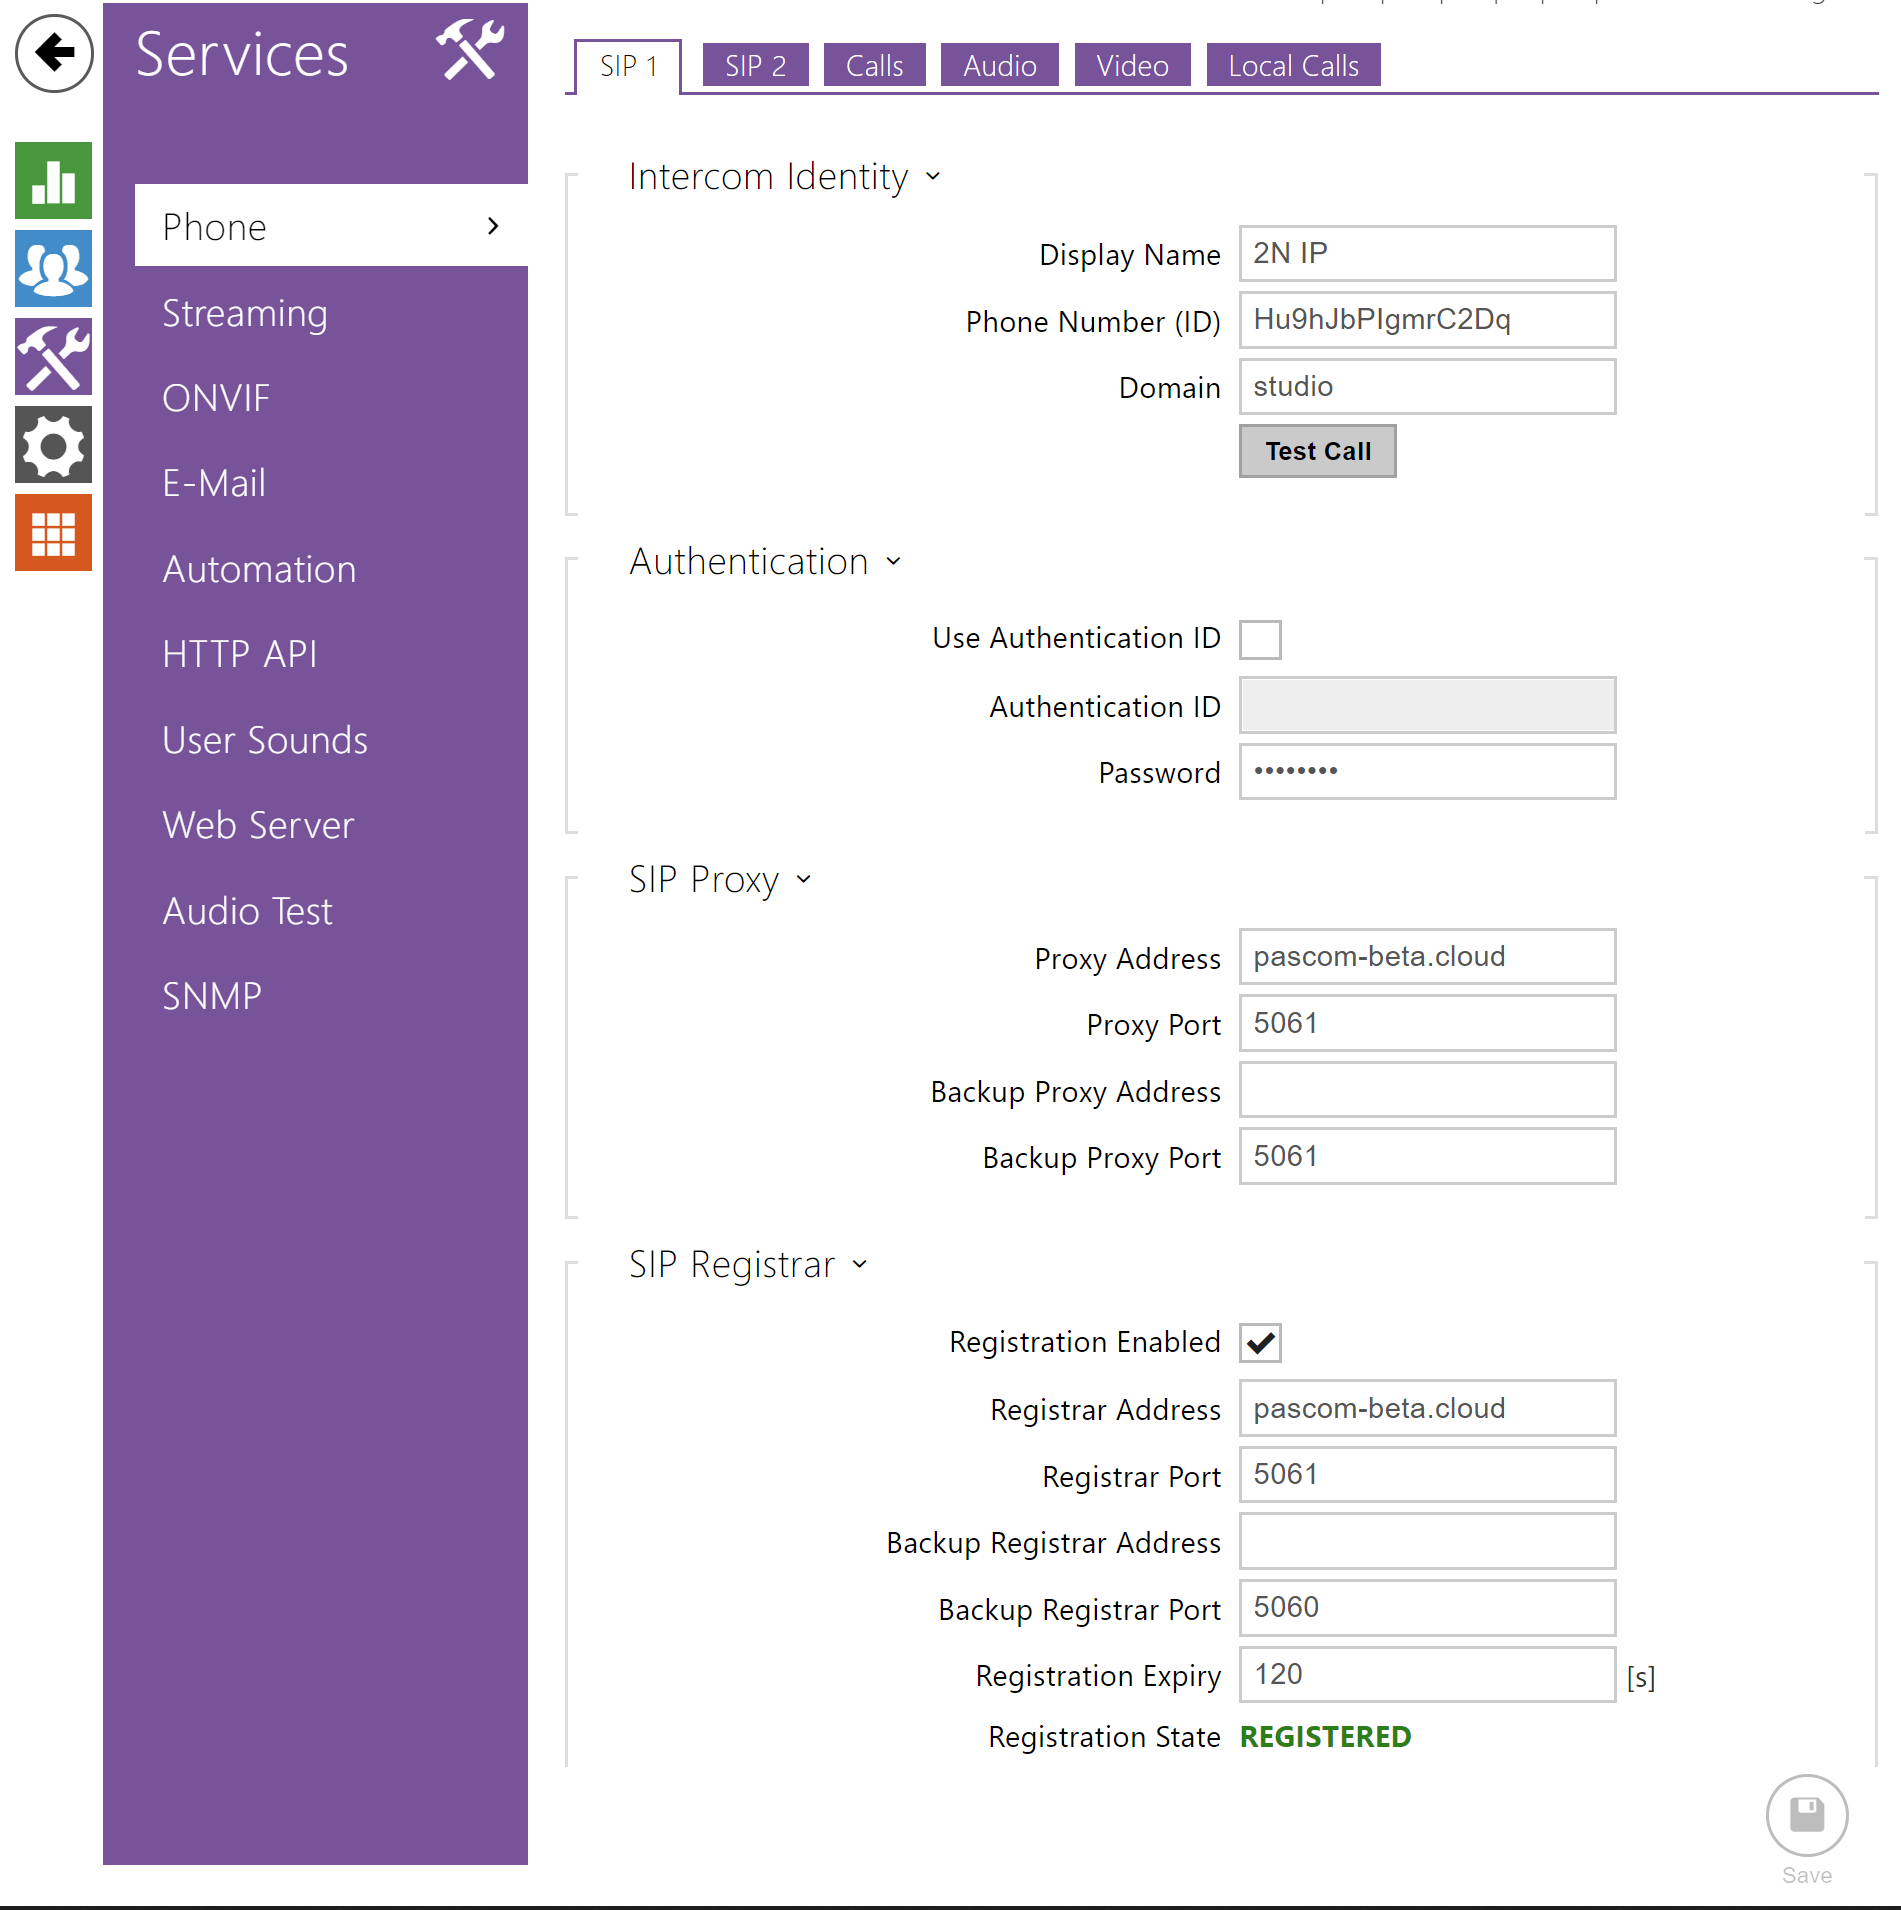 Services
SIP 1
SIP 2
Calls
Audio
Video
Local Calls
Phone
Streaming
ONVIF
E-Mail
Automation
HTTP API
User Sounds
Web Server
Audio Test
SNMP
Intercom Identity
Display Name 2N IP
Phone Number (ID) Hu9hJbPIgmrC2Dq
Domain studio
Test Call
Authentication
Use Authentication ID
Authentication ID
Password ••••••••
SIP Proxy
Proxy Address pascom-beta.cloud
Proxy Port 5061
Backup Proxy Address
Backup Proxy Port 5061
SIP Registrar
Registration Enabled
Registrar Address pascom-beta.cloud
Registrar Port 5061
Backup Registrar Address
Backup Registrar Port 5060
Registration Expiry 120 [s]
Registration State REGISTERED
Save